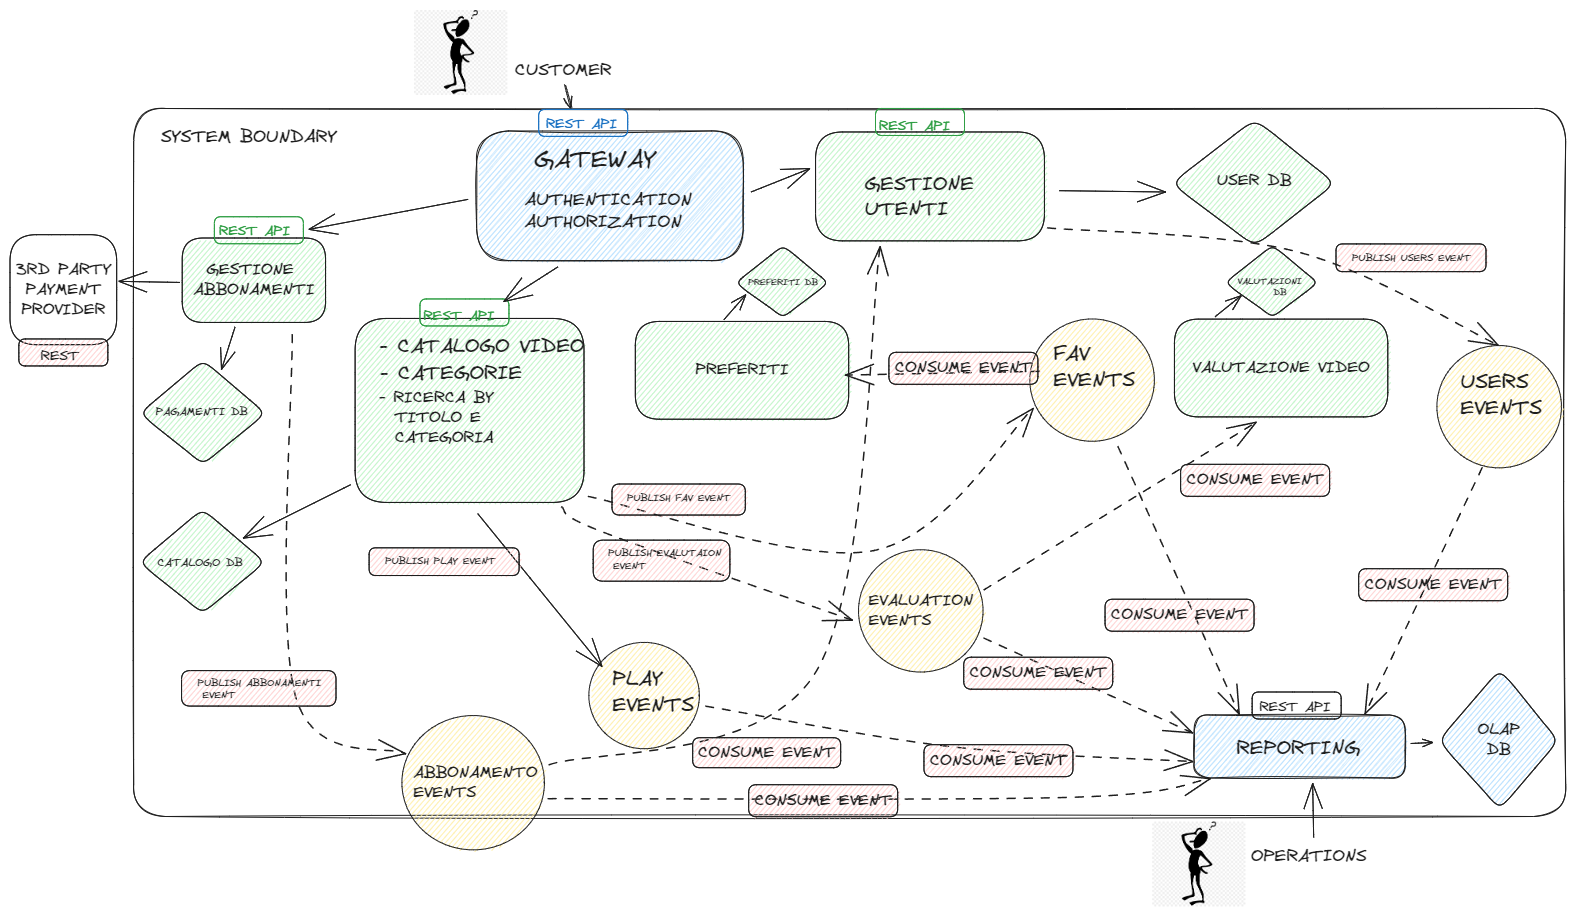 ?
CUSTOMER
SYSTEM BOUNDARY
REST API
GATEWAY
AUTHENTICATION
AUTHORIZATION
REST API
GESTIONE
UTENTI
USER DB
REST API
GESTIONE
ABBONAMENTI
3RD PARTY
PAYMENT
PROVIDER
REST
PAGAMENTI DB
REST API
- CATALOGO VIDEO
- CATEGORIE
- RICERCA BY
TITOLO E
CATEGORIA
CATALOGO DB
PREFERITI DB
PREFERITI
CONSUME EVENT
FAV
EVENTS
VALUTAZIONI
DB
VALUTAZIONE VIDEO
PUBLISH USERS EVENT
USERS
EVENTS
PUBLISH FAV EVENT
PUBLISH EVALUTAION
EVENT
PUBLISH PLAY EVENT
CONSUME EVENT
EVALUATION
EVENTS
CONSUME EVENT
CONSUME EVENT
CONSUME EVENT
PUBLISH ABBONAMENTI
EVENT
PLAY
EVENTS
ABBONAMENTO
EVENTS
CONSUME EVENT
CONSUME EVENT
CONSUME EVENT
REST API
REPORTING
OLAP
DB
?
OPERATIONS